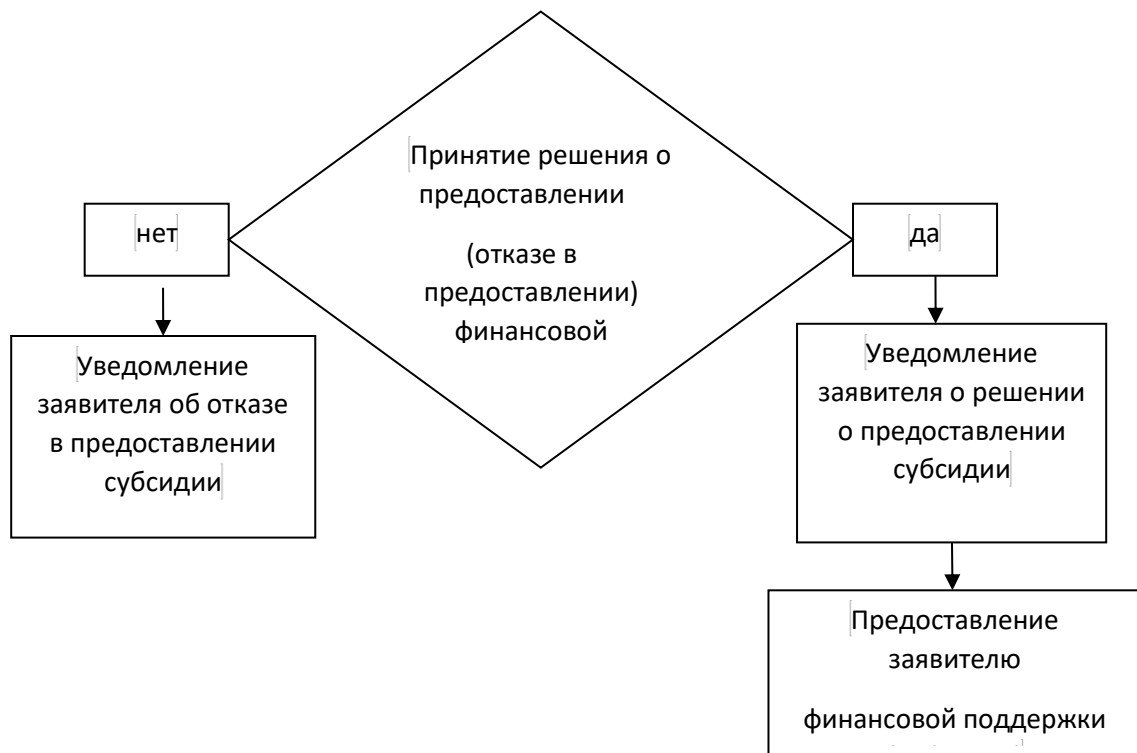 Принятие решения о
предоставлении
(отказе в
предоставлении)
финансовой
нет
да
Уведомление
заявителя об отказе
в предоставлении
субсидии
Уведомление
заявителя о решении
о предоставлении
субсидии
Предоставление
заявителю
финансовой поддержки